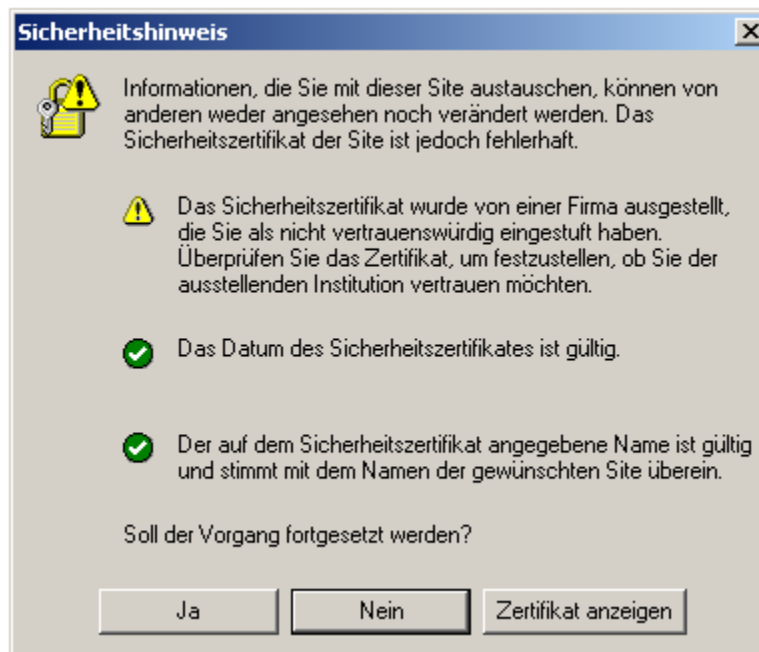 Sicherheitshinweis
Informationen, die Sie mit dieser Site austauschen, können von
anderen weder angesehen noch verändert werden. Das
Sicherheitszertifikat der Site ist jedoch fehlerhaft.
Das Sicherheitszertifikat wurde von einer Firma ausgestellt,
die Sie als nicht vertrauenswürdig eingestuft haben.
Überprüfen Sie das Zertifikat, um festzustellen, ob Sie der
ausstellenden Institution vertrauen möchten.
Das Datum des Sicherheitszertifikates ist gültig.
Der auf dem Sicherheitszertifikat angegebene Name ist gültig
und stimmt mit dem Namen der gewünschten Site überein.
Soll der Vorgang fortgesetzt werden?
Ja Nein Zertifikat anzeigen